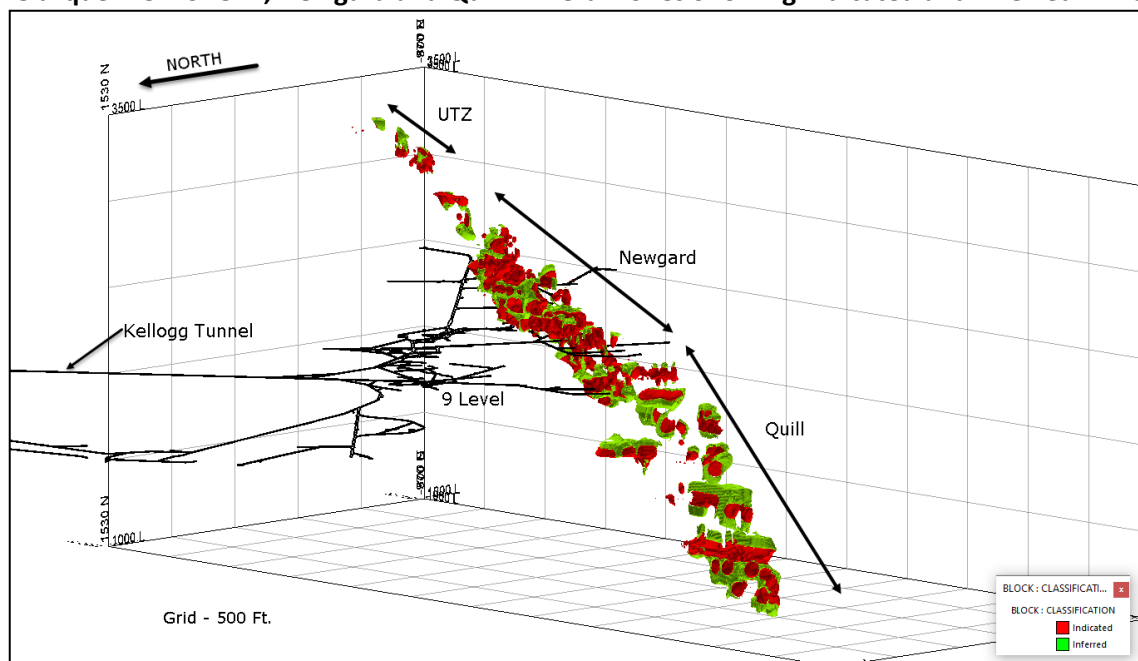 NORTH
1530 N
3500 L
UTZ
Newgard
Kellogg Tunnel
9 Level
Quill
1530 N
1000 L
Grid - 500 Ft.
BLOCK : CLASSIFICATI... x
BLOCK : CLASSIFICATION
Indicated
Inferred